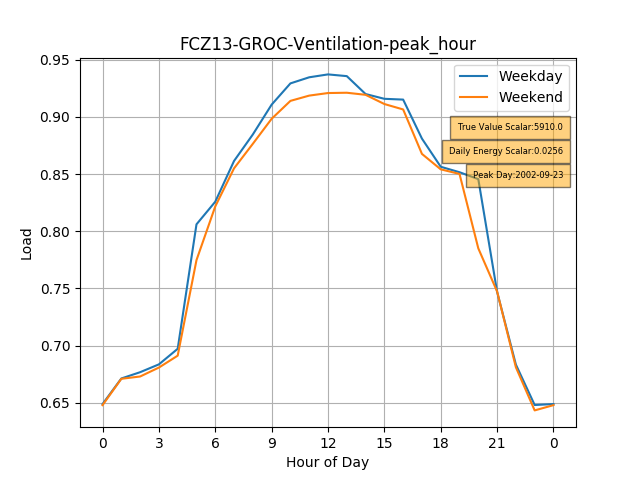 FCZ13-GROC-Ventilation-peak_hour
0.95
0.90
0.85
0.80
0.75
0.70
0.65
Load
Weekday
Weekend
True Value Scalar:5910.0
Daily Energy Scalar:0.0256
Peak Day:2002-09-23
0 3 6 9 12 15 18 21 0
Hour of Day